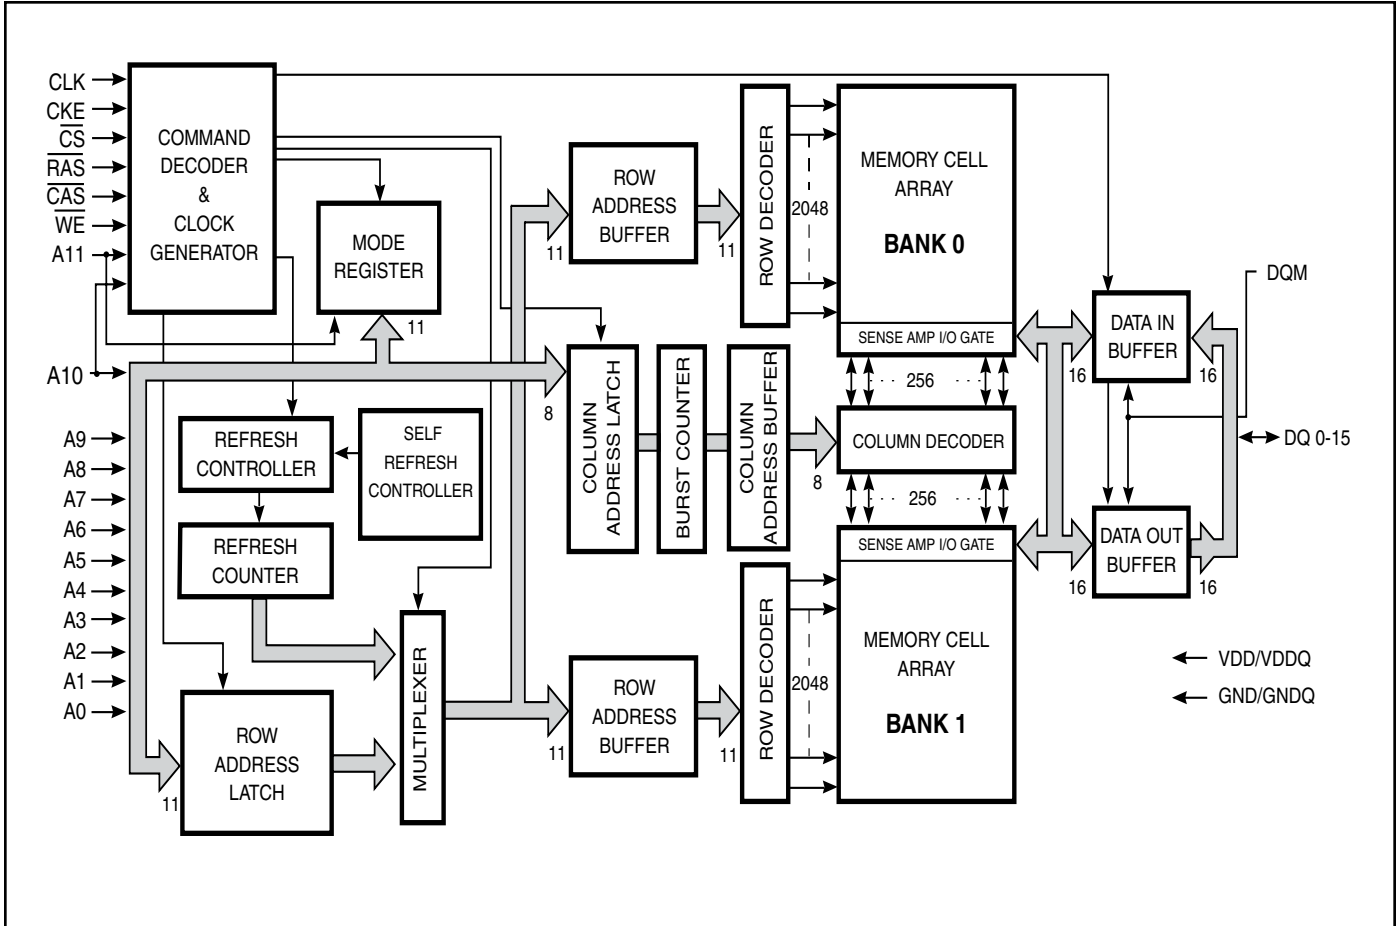 CLK
CKE
CS
RAS
CAS
WE
A11
A10
A9
A8
A7
A6
A5
A4
A3
A2
A1
A0
COMMAND
DECODER
&
CLOCK
GENERATOR
MODE
REGISTER
11
REFRESH
CONTROLLER
SELF
REFRESH
CONTROLLER
REFRESH
COUNTER
ROW
ADDRESS
LATCH
11
MULTIPLEXER
ROW
ADDRESS
BUFFER
11
11
ROW DECODER
2048
MEMORY CELL
ARRAY
BANK 0
SENSE AMP I/O GATE
8
COLUMN
ADDRESS LATCH
BURST COUNTER
COLUMN
ADDRESS BUFFER
8
256
COLUMN DECODER
256
ROW
ADDRESS
BUFFER
11
11
ROW DECODER
2048
SENSE AMP I/O GATE
MEMORY CELL
ARRAY
BANK 1
DQM
DATA IN
BUFFER
16
16
DQ 0-15
DATA OUT
BUFFER
16
16
VDD/VDDQ
GND/GNDQ